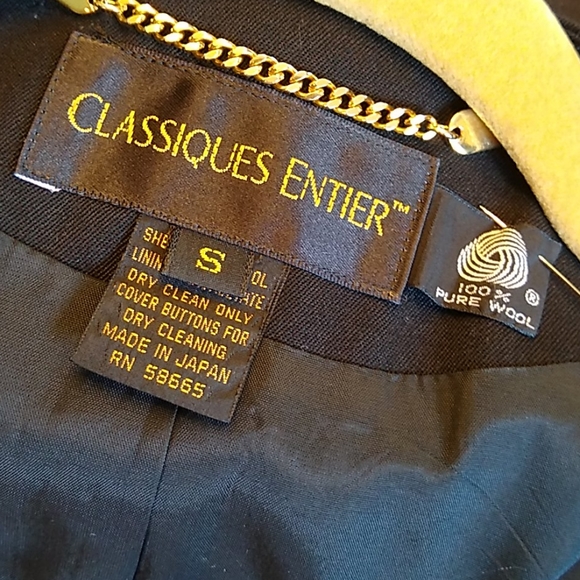 CLASSIQUES ENTIER™
S
100%
PURE WOOL ®
DRY CLEAN ONLY
COVER BUTTONS FOR
DRY CLEANING
MADE IN JAPAN
RN 58665